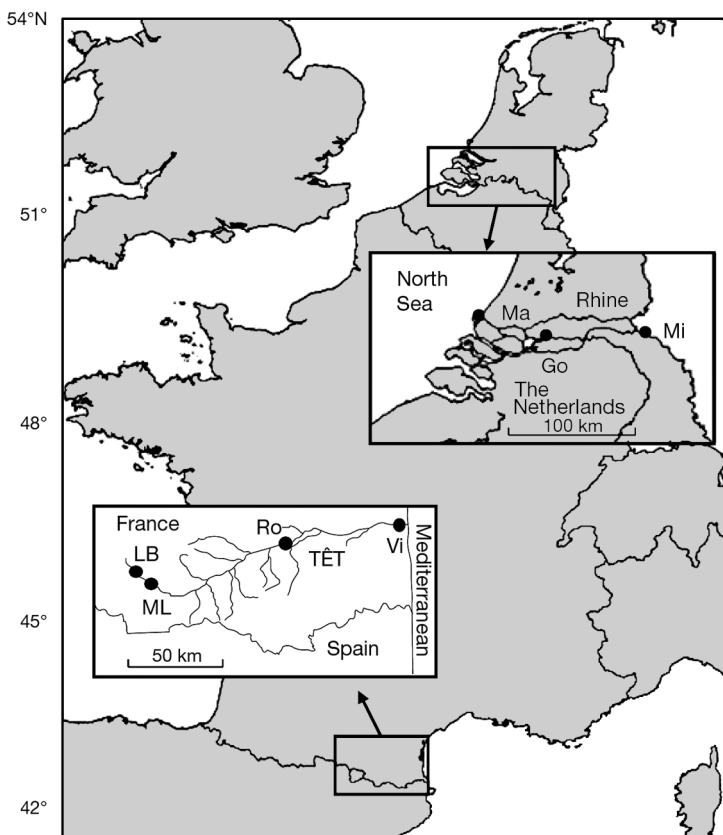 54°N
51°
48°
45°
42°
North
Sea
Ma
Rhine
Mi
Go
The
Netherlands
100 km
France
LB
ML
Ro
TÊT
Vi
Mediterranean
Spain
50 km